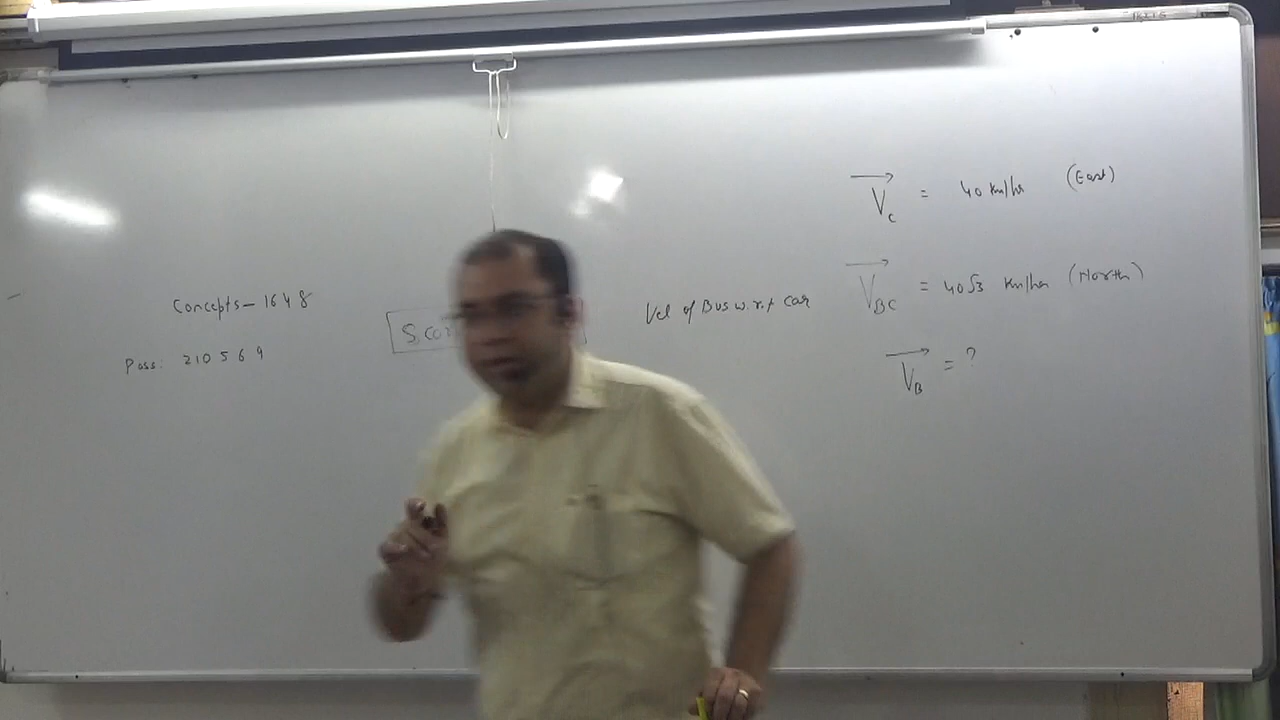 Concepts-1648
Pass: 210569
Vel of Bus w.r.t car
V_C = 40 km/hr (East)
V_BC = 40√3 km/hr (North)
V_B = ?